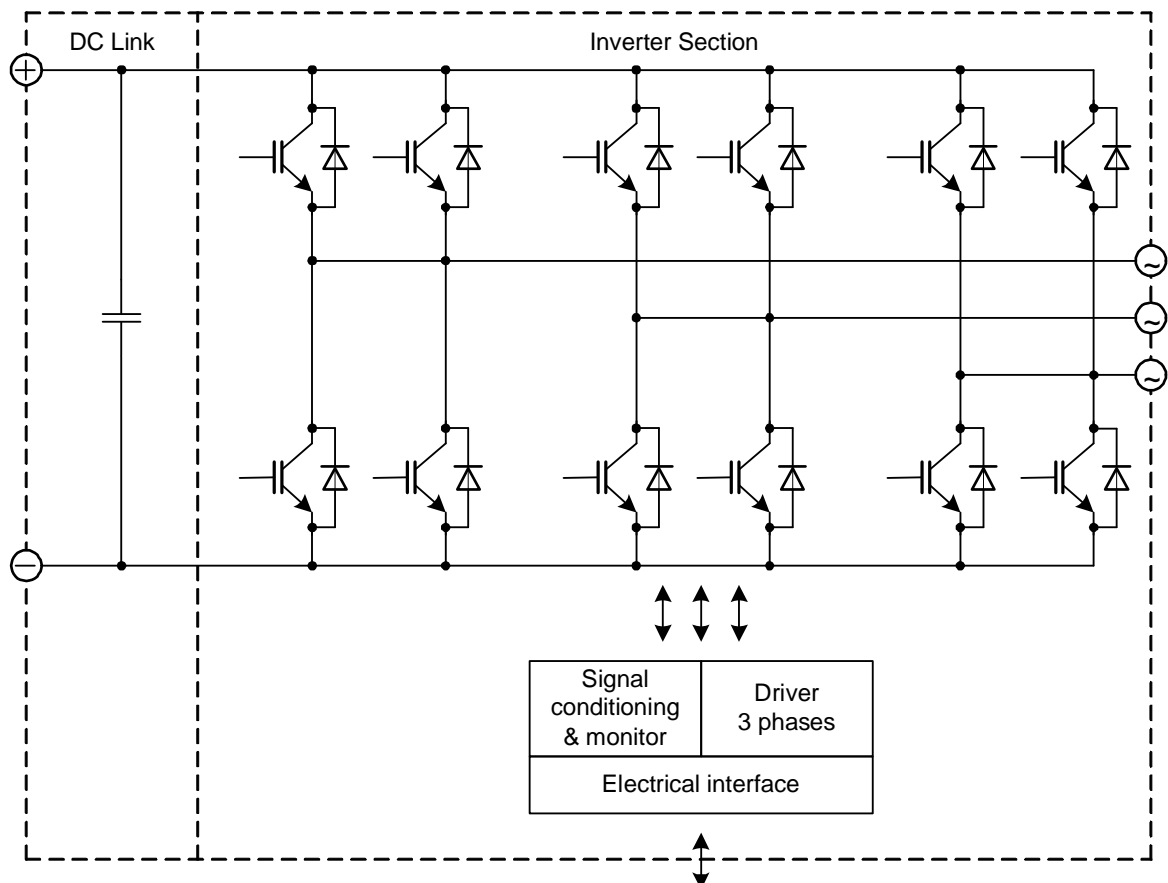 DC Link
Inverter Section
+
~
~
~
−
Signal
conditioning
& monitor
Driver
3 phases
Electrical interface